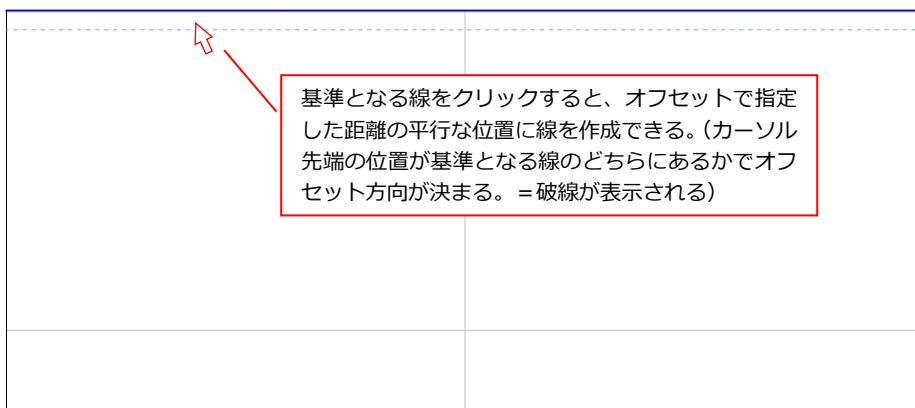 基準となる線をクリックすると、オフセットで指定
した距離の平行な位置に線を作成できる。（カーソル
先端の位置が基準となる線のどちらにあるかでオフ
セット方向が決まる。＝破線が表示される）